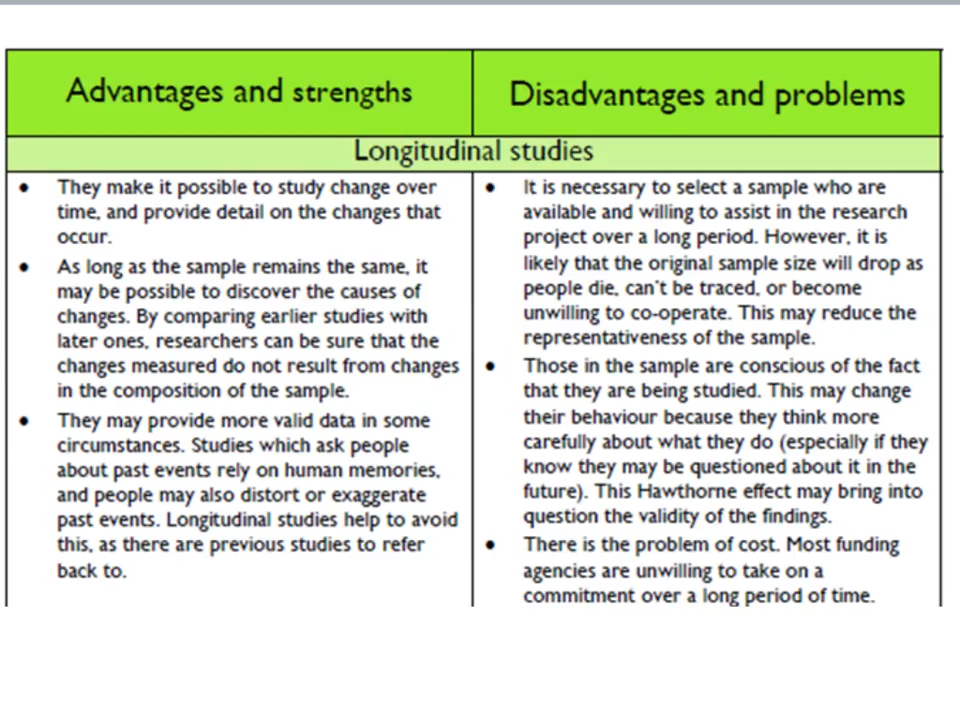 Advantages and strengths
Disadvantages and problems
Longitudinal studies
• They make it possible to study change over
time, and provide detail on the changes that
occur.
• As long as the sample remains the same, it
may be possible to discover the causes of
changes. By comparing earlier studies with
later ones, researchers can be sure that the
changes measured do not result from changes
in the composition of the sample.
• They may provide more valid data in some
circumstances. Studies which ask people
about past events rely on human memories,
and people may also distort or exaggerate
past events. Longitudinal studies help to avoid
this, as there are previous studies to refer
back to.
• It is necessary to select a sample who are
available and willing to assist in the research
project over a long period. However, it is
likely that the original sample size will drop as
people die, can't be traced, or become
unwilling to co-operate. This may reduce the
representativeness of the sample.
• Those in the sample are conscious of the fact
that they are being studied. This may change
their behaviour because they think more
carefully about what they do (especially if they
know they may be questioned about it in the
future). This Hawthorne effect may bring into
question the validity of the findings.
• There is the problem of cost. Most funding
agencies are unwilling to take on a
commitment over a long period of time.